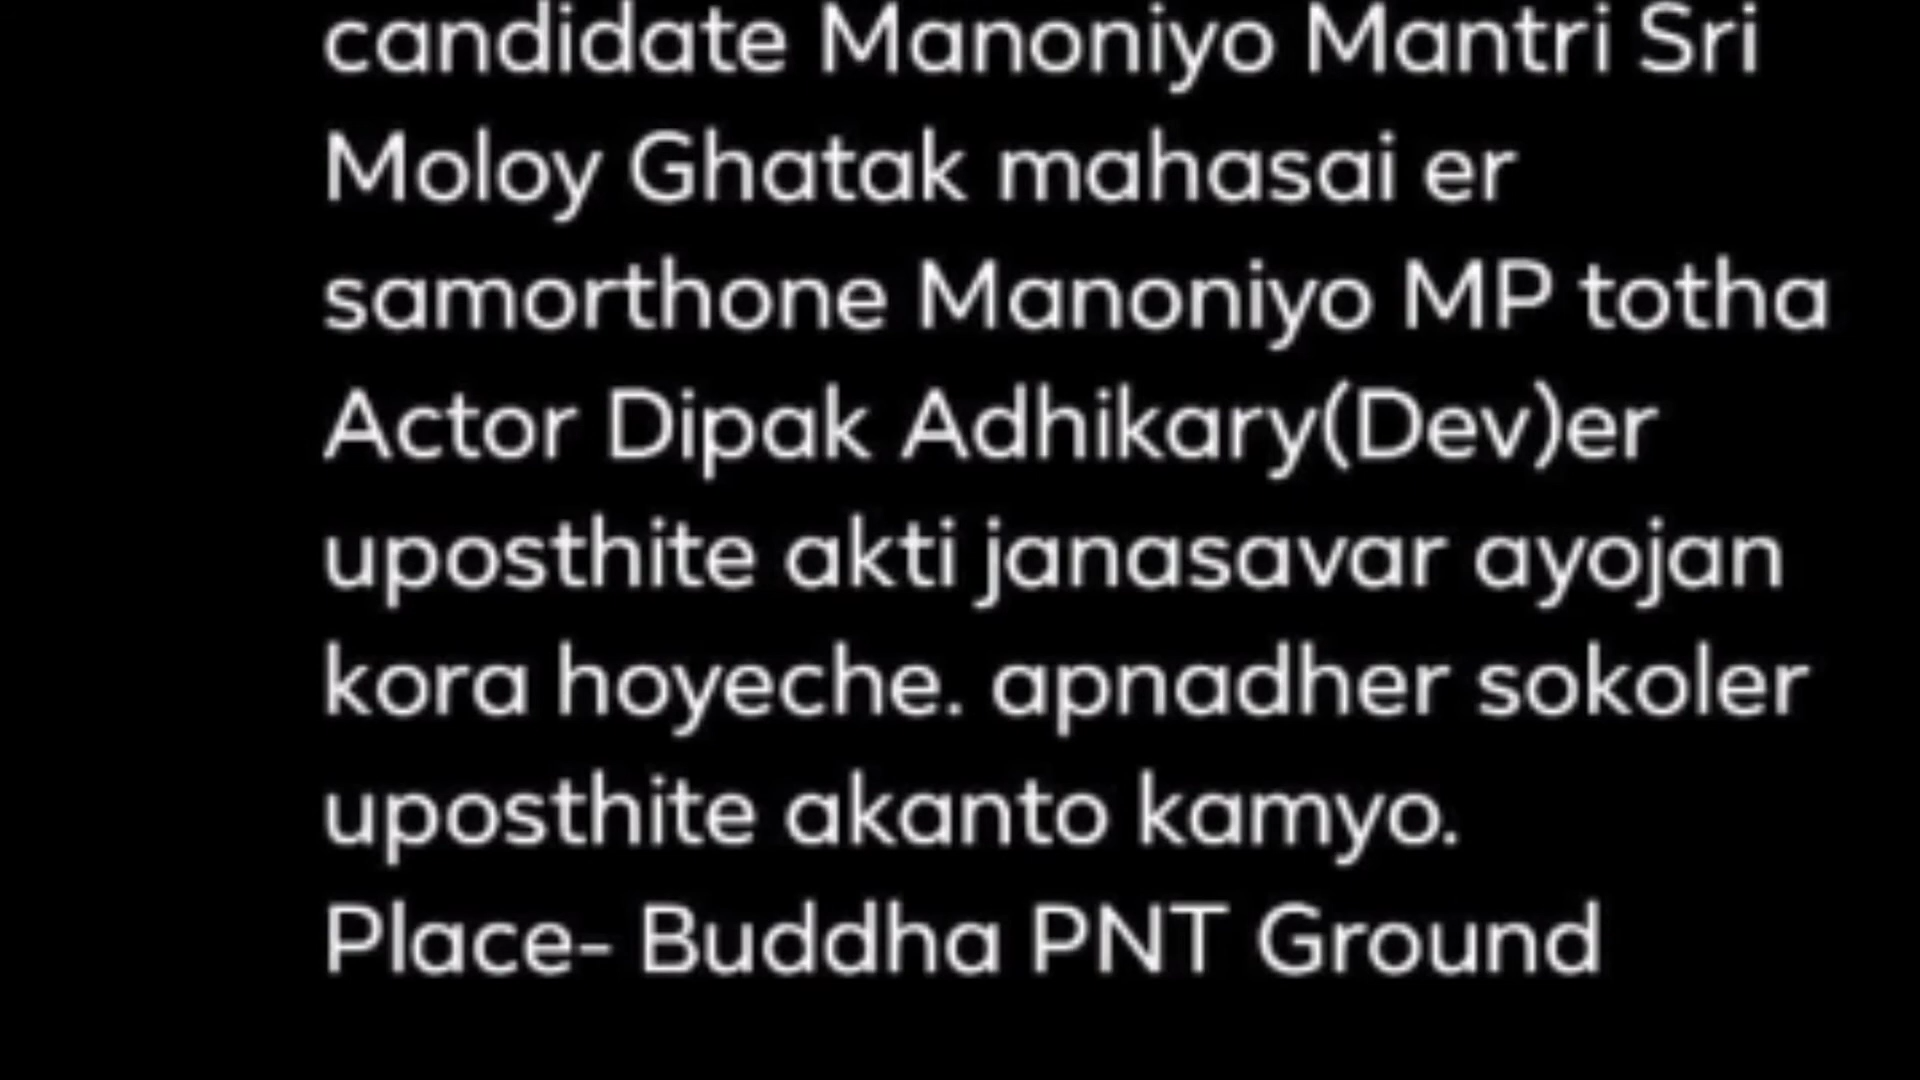 candidate Manoniyo Mantri Sri
Moloy Ghatak mahasai er
samorthone Manoniyo MP totha
Actor Dipak Adhikary(Dev)er
uposthite akti janasavar ayojan
kora hoyeche. apnadher sokoler
uposthite akanto kamyo.
Place- Buddha PNT Ground